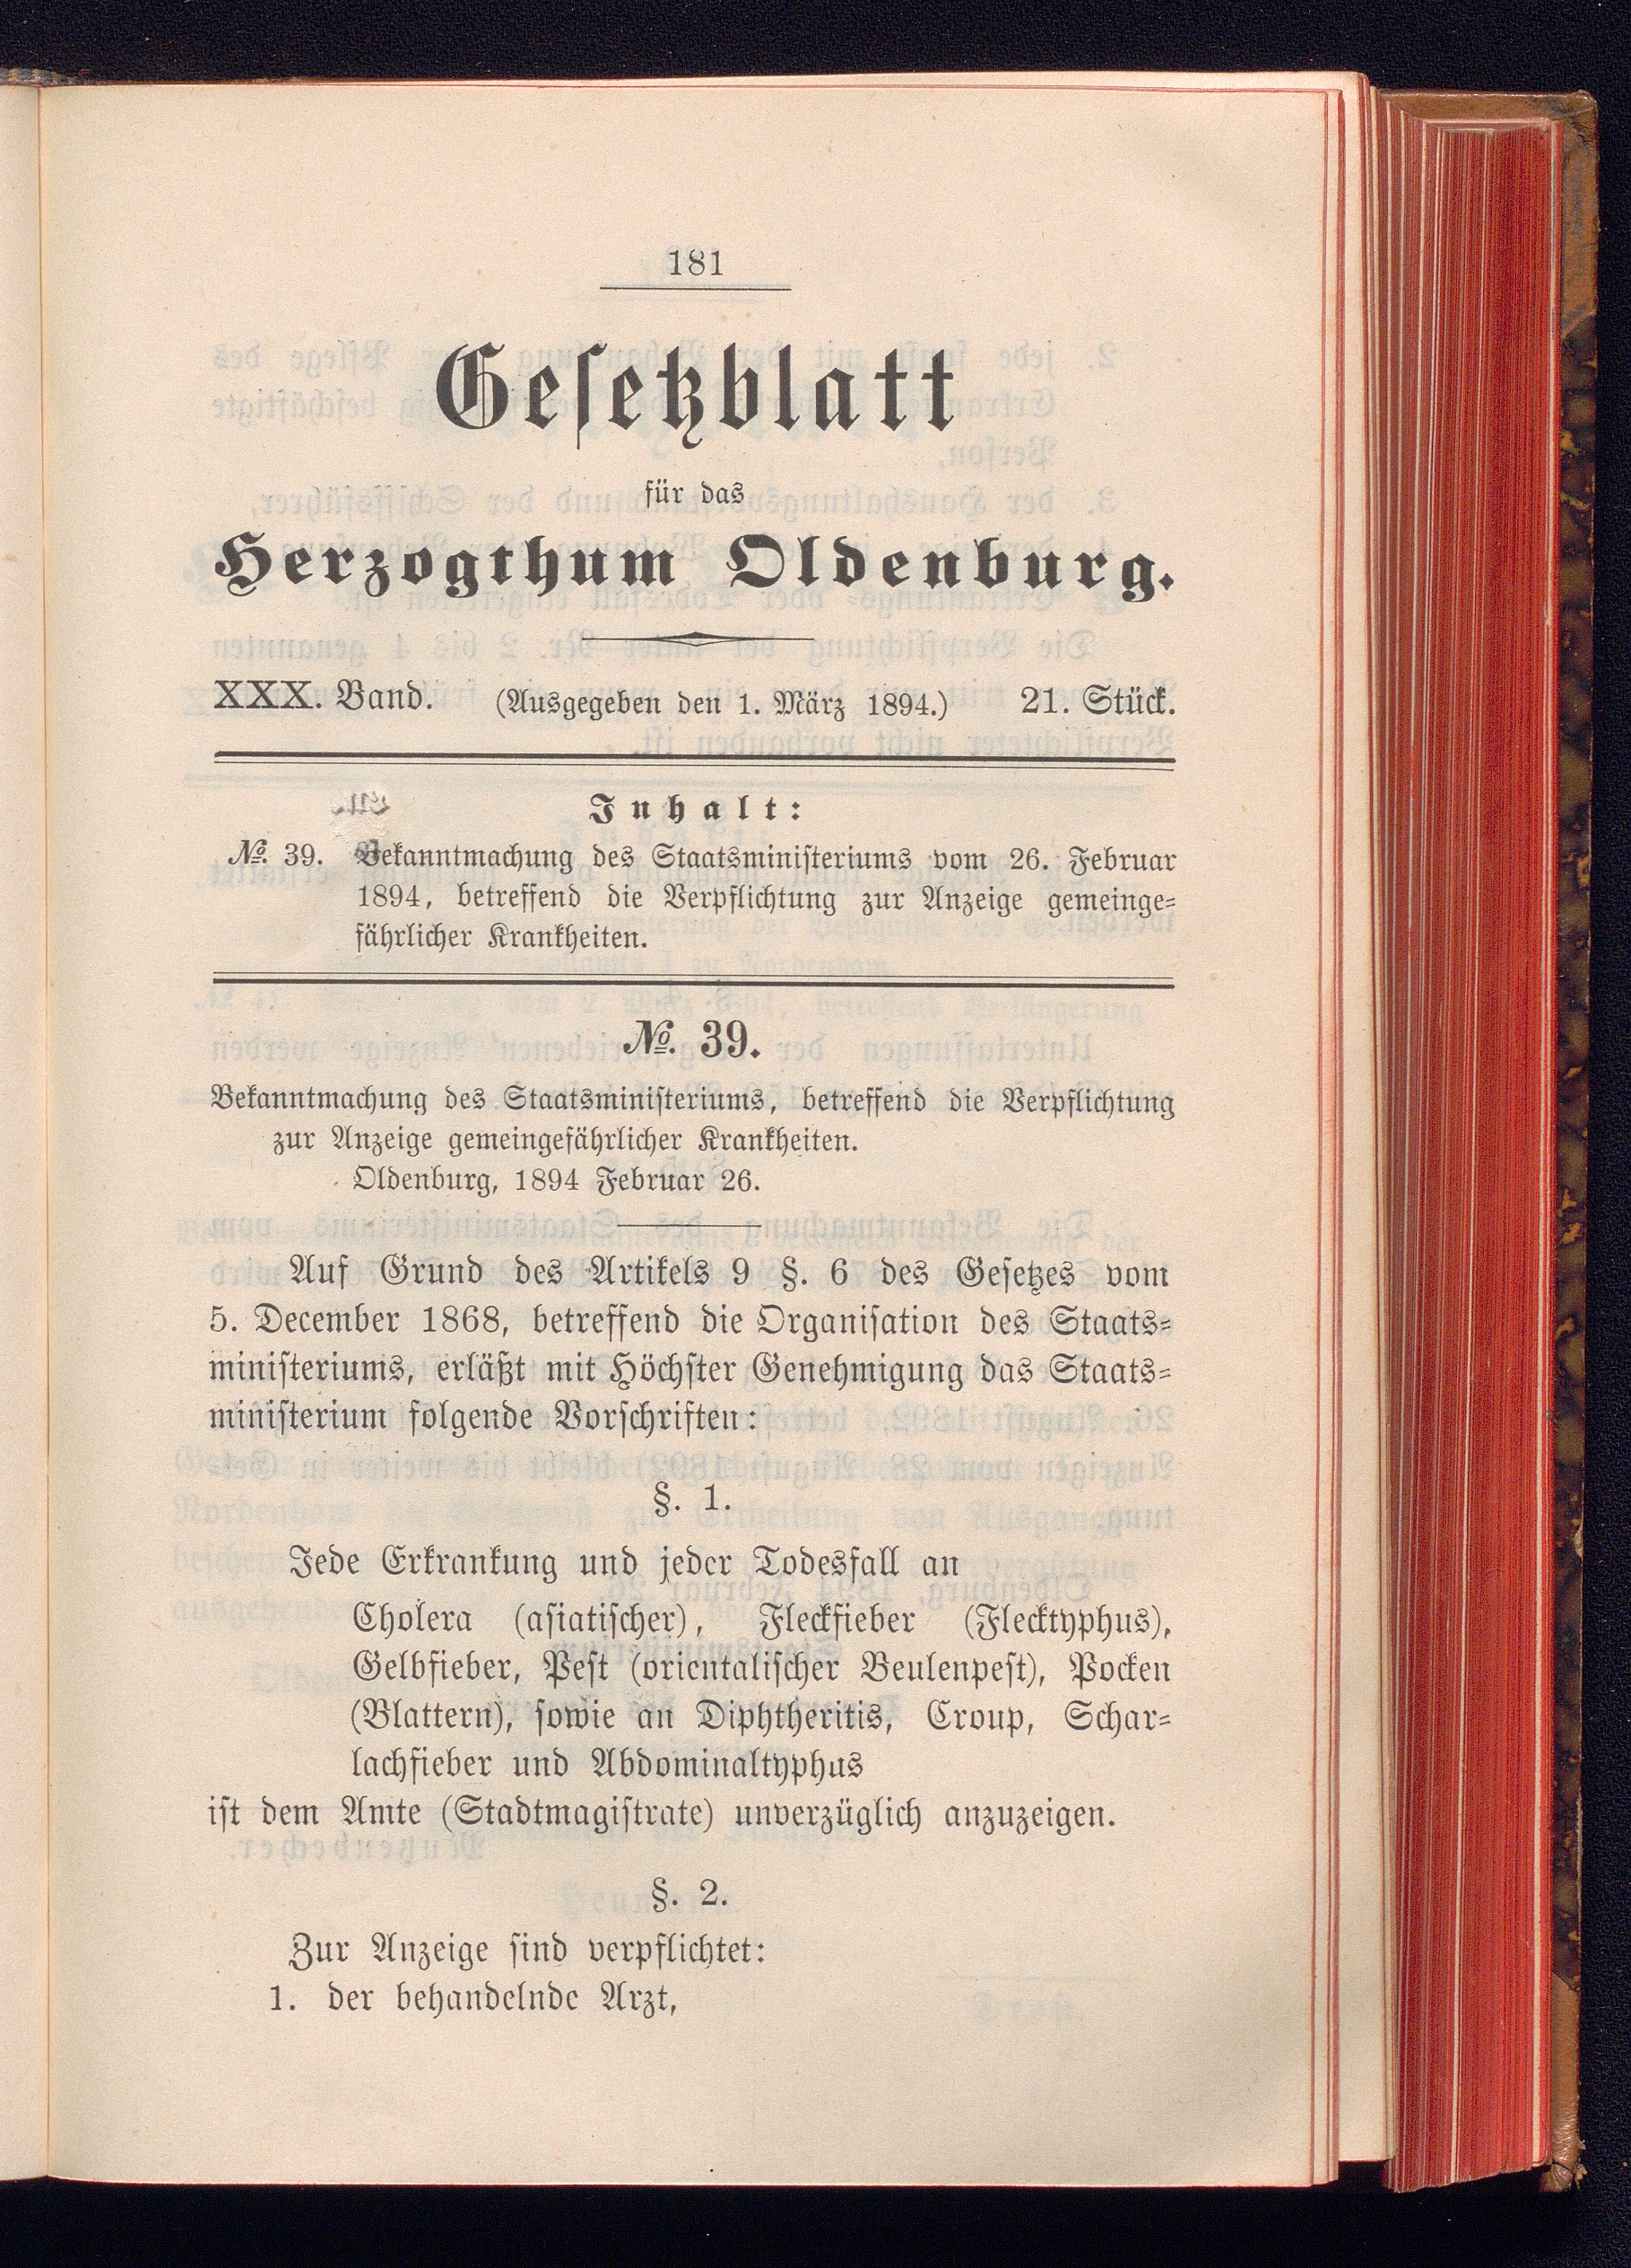 181
Gesetzblatt
für das
Herzogthum Oldenburg.
XXX. Band. (Ausgegeben den 1. März 1894.) 21. Stück.
Inhalt:
№. 39. Bekanntmachung des Staatsministeriums vom 26. Februar
1894, betreffend die Verpflichtung zur Anzeige gemeinge-
fährlicher Krankheiten.
№. 39.
Bekanntmachung des Staatsministeriums, betreffend die Verpflichtung
zur Anzeige gemeingefährlicher Krankheiten.
Oldenburg, 1894 Februar 26.
Auf Grund des Artikels 9 §. 6 des Gesetzes vom
5. December 1868, betreffend die Organisation des Staats-
ministeriums, erläßt mit Höchster Genehmigung das Staats-
ministerium folgende Vorschriften:
§. 1.
Jede Erkrankung und jeder Todesfall an
Cholera (asiatischer), Fleckfieber (Flecktyphus),
Gelbfieber, Pest (orientalischer Beulenpest), Pocken
(Blattern), sowie an Diphtheritis, Croup, Schar-
lachfieber und Abdominaltyphus
ist dem Amte (Stadtmagistrate) unverzüglich anzuzeigen.
§. 2.
Zur Anzeige sind verpflichtet:
1. der behandelnde Arzt,